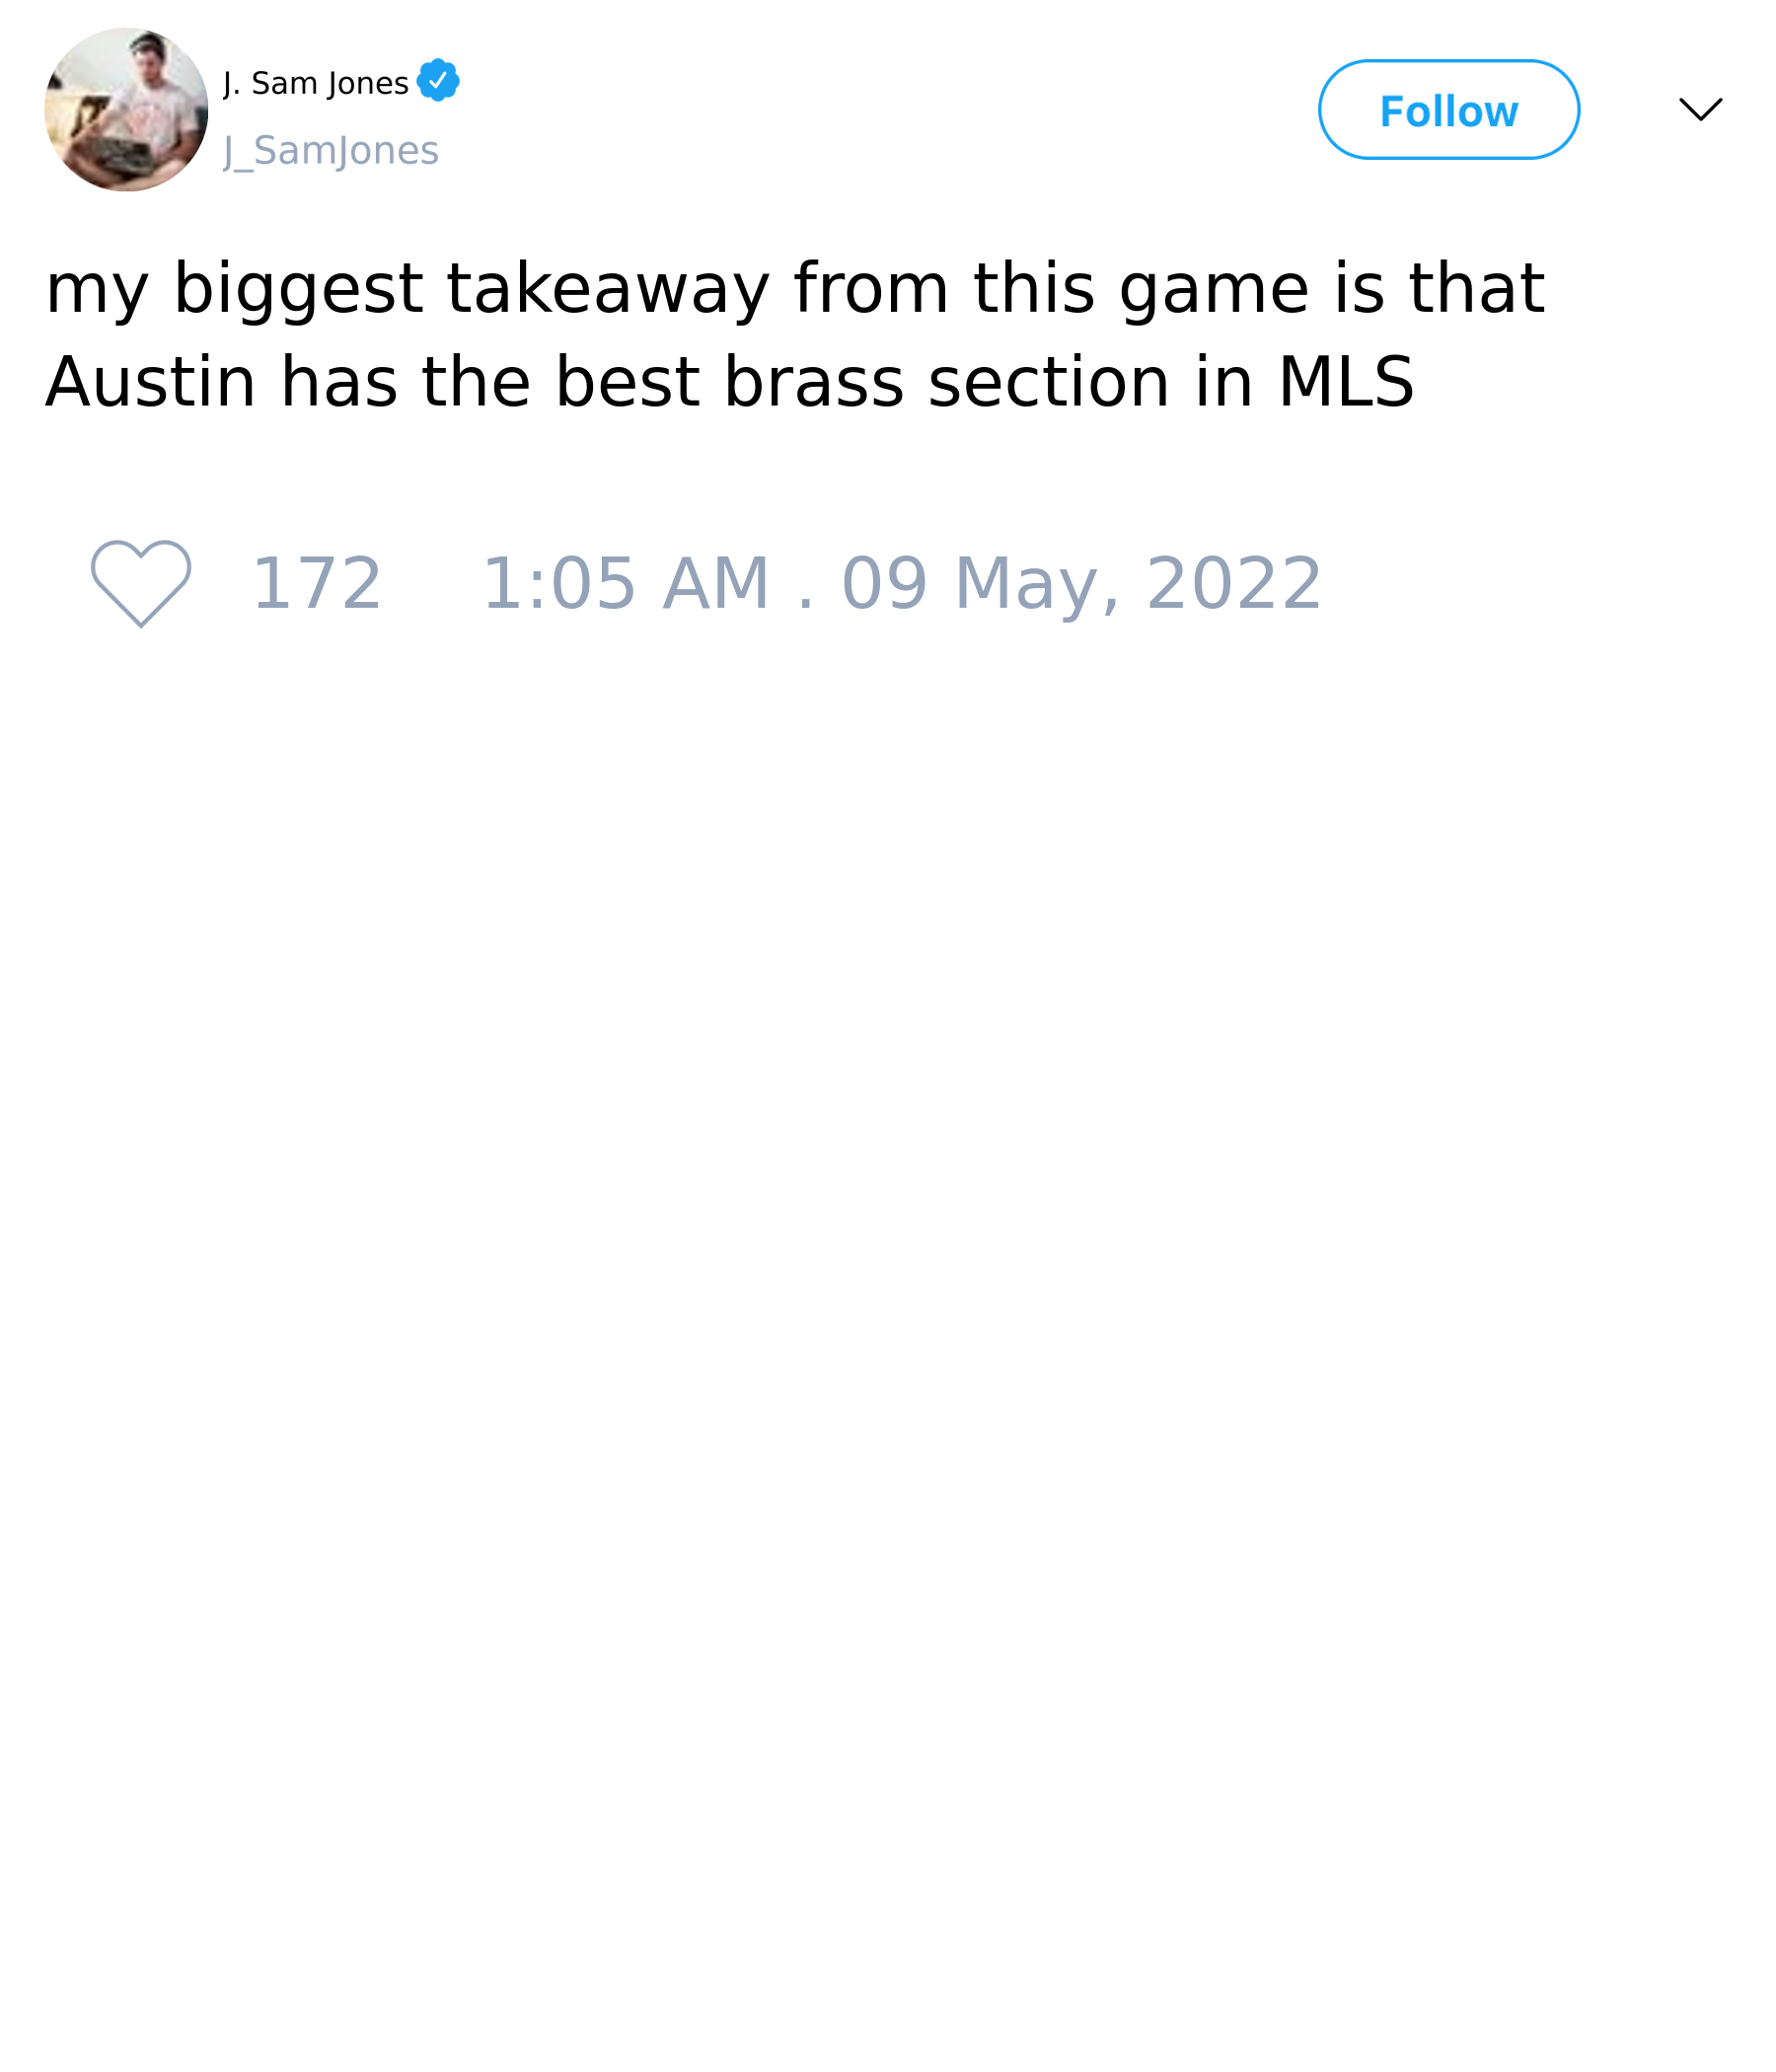 J. Sam Jones
Follow
J_SamJones
my biggest takeaway from this game is that
Austin has the best brass section in MLS
172 1:05 AM . 09 May, 2022